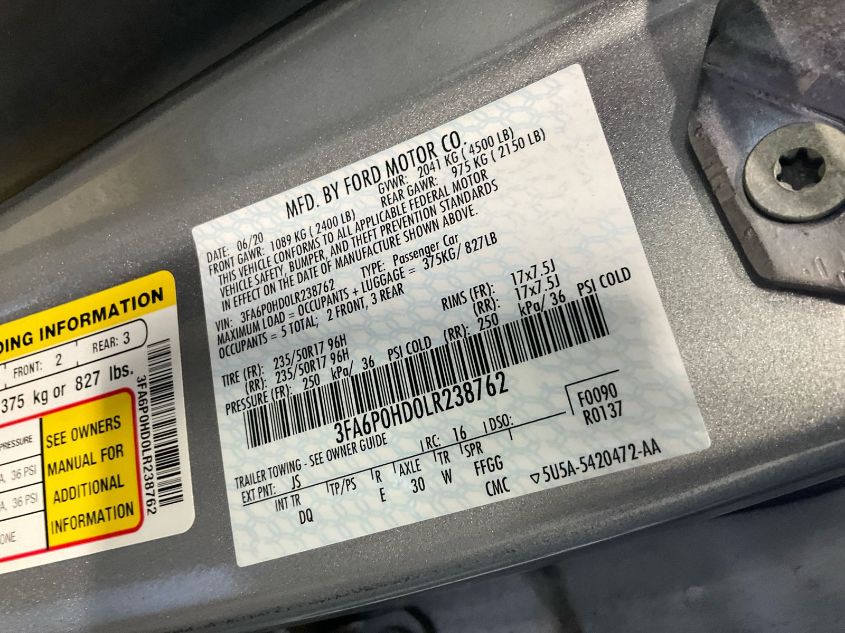 MFD. BY FORD MOTOR CO.
DATE: 06/20 GVWR: 2041 KG ( 4500 LB)
FRONT GAWR: 1089 KG ( 2400 LB) REAR GAWR: 975 KG ( 2150 LB)
THIS VEHICLE CONFORMS TO ALL APPLICABLE FEDERAL MOTOR
VEHICLE SAFETY, BUMPER, AND THEFT PREVENTION STANDARDS
IN EFFECT ON THE DATE OF MANUFACTURE SHOWN ABOVE.
VIN: 3FA6P0HD0LR238762 TYPE: Passenger Car
MAXIMUM LOAD = OCCUPANTS + LUGGAGE = 375KG/ 827LB
OCCUPANTS = 5 TOTAL; 2 FRONT, 3 REAR
TIRE (FR): 235/50R17 96H RIMS (FR): 17x7.5J
(RR): 235/50R17 96H (RR): 17x7.5J
PRESSURE (FR): 250 kPa/ 36 PSI COLD (RR): 250 kPa/ 36 PSI COLD
3FA6P0HD0LR238762
TRAILER TOWING - SEE OWNER GUIDE
EXT PNT: JS RC: 16 DSO: F0090
R0137
INT TR TP/PS R AXLE TR SPR
DQ E 30 W FFGG
CMC ▽5U5A-5420472-AA
DING INFORMATION
FRONT: 2 REAR: 3
375 kg or 827 lbs.
PRESSURE
A, 36 PSI
A, 36 PSI
ONE
SEE OWNERS
MANUAL FOR
ADDITIONAL
INFORMATION
3FA6P0HD0LR238762